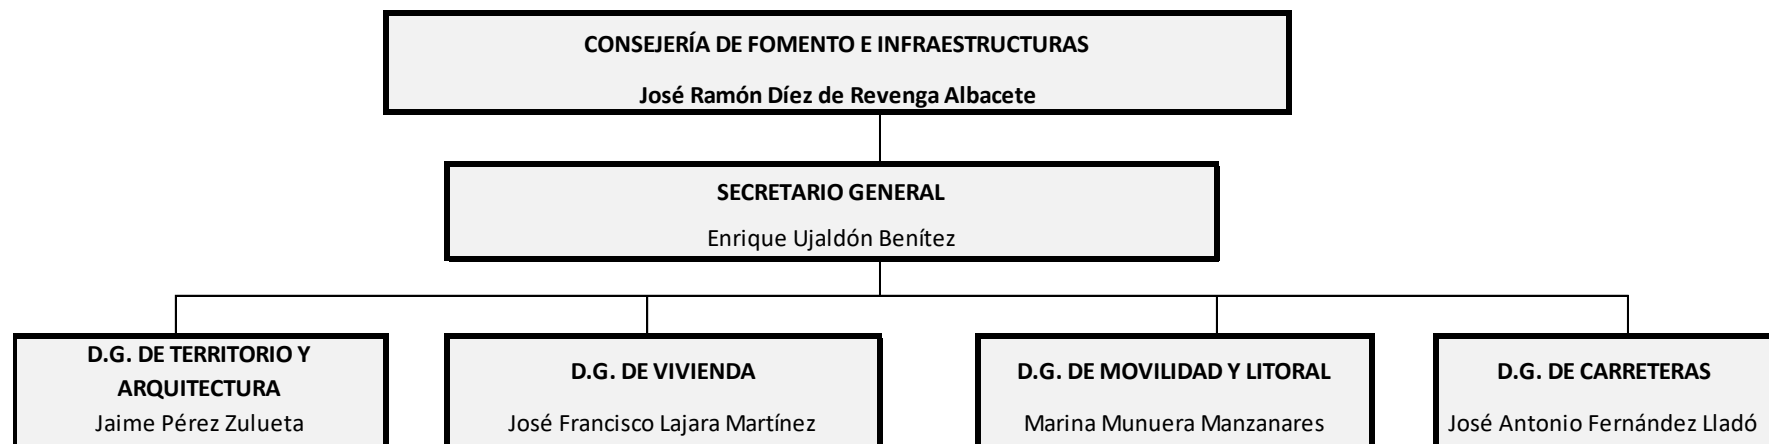 CONSEJERÍA DE FOMENTO E INFRAESTRUCTURAS
José Ramón Díez de Revenga Albacete
SECRETARIO GENERAL
Enrique Ujaldón Benítez
D.G. DE TERRITORIO Y
ARQUITECTURA
Jaime Pérez Zulueta
D.G. DE VIVIENDA
José Francisco Lajara Martínez
D.G. DE MOVILIDAD Y LITORAL
Marina Munuera Manzanares
D.G. DE CARRETERAS
José Antonio Fernández Lladó